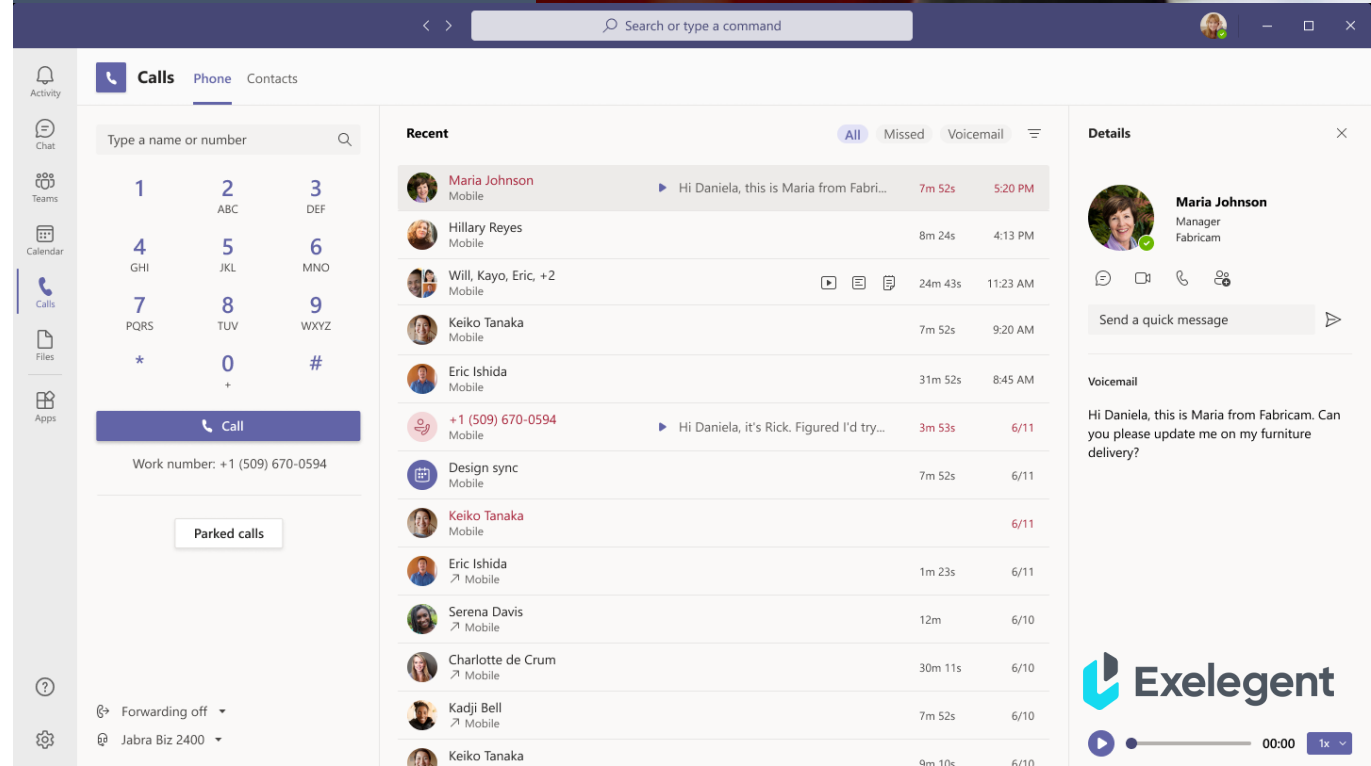 Search or type a command
Activity
Chat
Teams
Calendar
Calls
Files
Apps
Calls Phone Contacts
Type a name or number
1 2 3
ABC DEF
4 5 6
GHI JKL MNO
7 8 9
PQRS TUV WXYZ
* 0 #
+
Call
Work number: +1 (509) 670-0594
Parked calls
Forwarding off
Jabra Biz 2400
Recent All Missed Voicemail
Maria Johnson
Mobile
Hi Daniela, this is Maria from Fabri... 7m 52s 5:20 PM
Hillary Reyes
Mobile
8m 24s 4:13 PM
Will, Kayo, Eric, +2
Mobile
24m 43s 11:23 AM
Keiko Tanaka
Mobile
7m 52s 9:20 AM
Eric Ishida
Mobile
31m 52s 8:45 AM
+1 (509) 670-0594
Mobile
Hi Daniela, it's Rick. Figured I'd try... 3m 53s 6/11
Design sync
Mobile
7m 52s 6/11
Keiko Tanaka
Mobile
6/11
Eric Ishida
Mobile
1m 23s 6/11
Serena Davis
Mobile
12m 6/10
Charlotte de Crum
Mobile
30m 11s 6/10
Kadji Bell
Mobile
7m 52s 6/10
Keiko Tanaka
9m 10s 6/10
Details
Maria Johnson
Manager
Fabricam
Send a quick message
Voicemail
Hi Daniela, this is Maria from Fabricam. Can
you please update me on my furniture
delivery?
Exelegent
00:00 1x